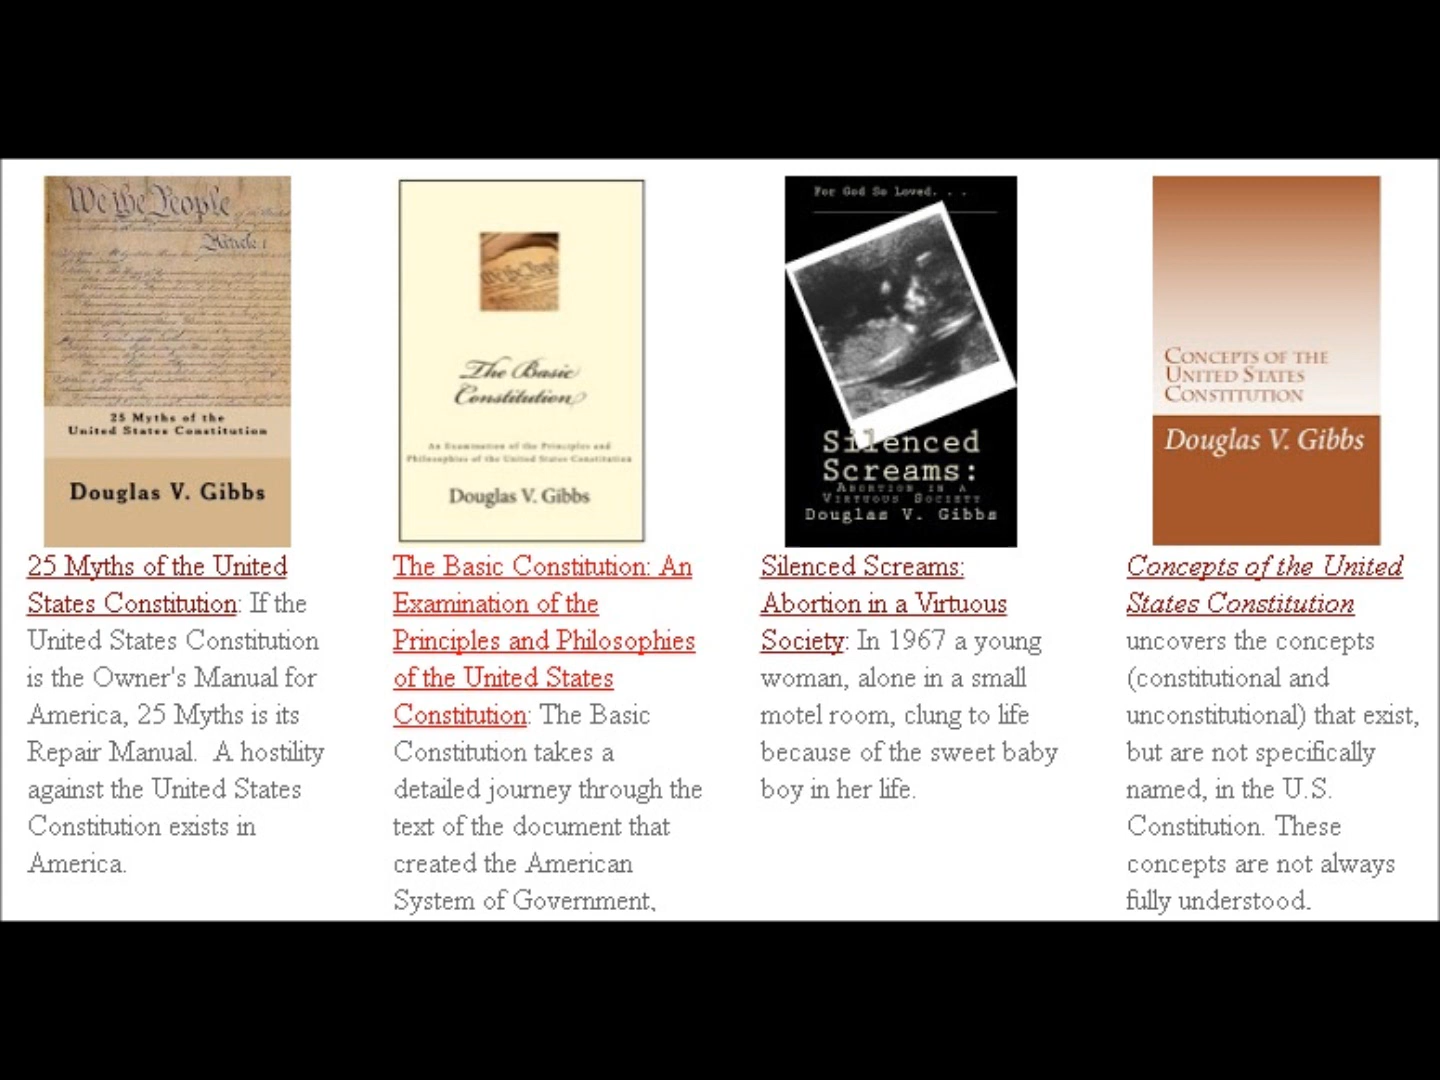 We the People
Article I
25 Myths of the
United States Constitution
Douglas V. Gibbs
25 Myths of the United
States Constitution: If the
United States Constitution
is the Owner's Manual for
America, 25 Myths is its
Repair Manual.  A hostility
against the United States
Constitution exists in
America.
We the People
The Basic
Constitution
An Examination of the Principles and
Philosophies of the United States Constitution
Douglas V. Gibbs
The Basic Constitution: An
Examination of the
Principles and Philosophies
of the United States
Constitution: The Basic
Constitution takes a
detailed journey through the
text of the document that
created the American
System of Government,
For God So Loved. . .
Silenced
Screams:
Abortion in a
Virtuous Society
Douglas V. Gibbs
Silenced Screams:
Abortion in a Virtuous
Society: In 1967 a young
woman, alone in a small
motel room, clung to life
because of the sweet baby
boy in her life.
Concepts of the
United States
Constitution
Douglas V. Gibbs
Concepts of the United
States Constitution
uncovers the concepts
(constitutional and
unconstitutional) that exist,
but are not specifically
named, in the U.S.
Constitution. These
concepts are not always
fully understood.